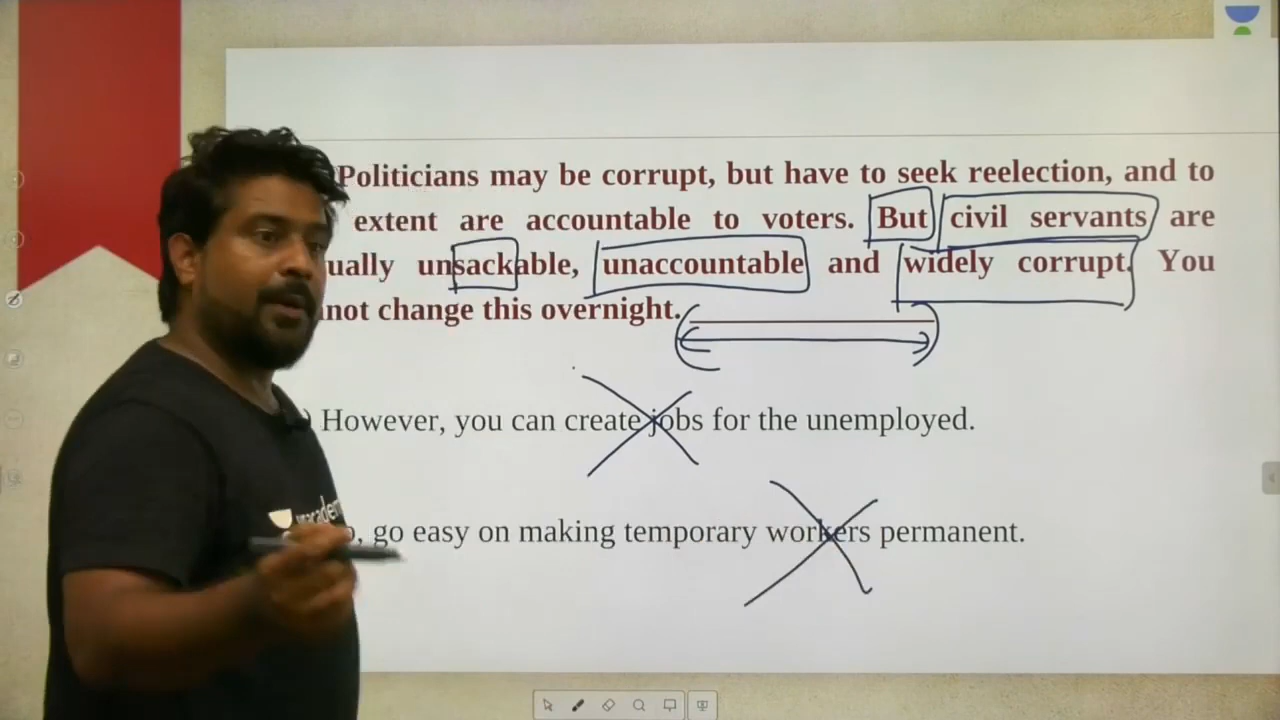 Politicians may be corrupt, but have to seek reelection, and to
extent are accountable to voters. But civil servants are
ually unsackable, unaccountable and widely corrupt. You
not change this overnight.
) However, you can create jobs for the unemployed.
o, go easy on making temporary workers permanent.
unacadem